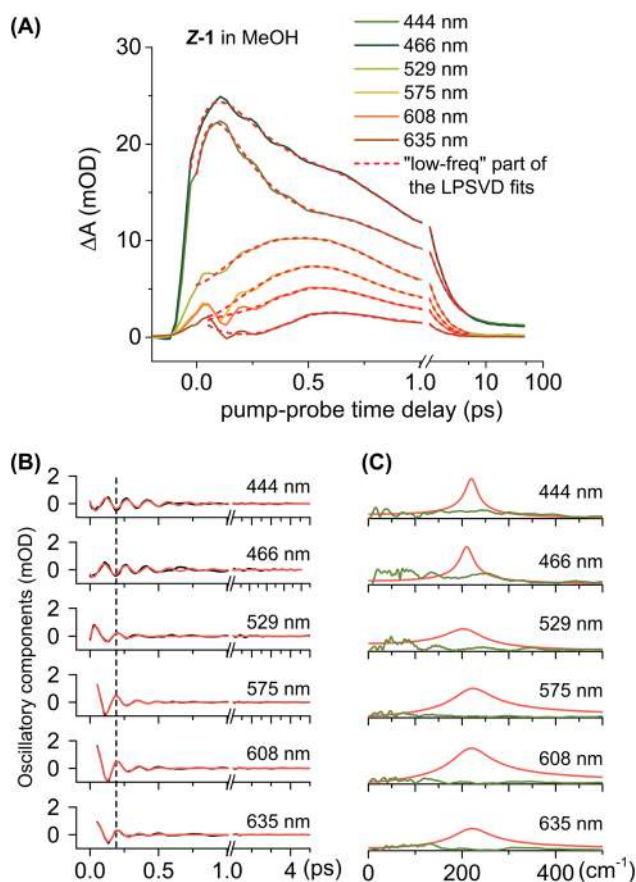 (A)
Z-1 in MeOH
444 nm
466 nm
529 nm
575 nm
608 nm
635 nm
"low-freq" part of
the LPSVD fits
30
20
10
0
ΔA (mOD)
0.0 0.5 1.0 10 100
pump-probe time delay (ps)
(B)
Oscillatory components (mOD)
2
0
444 nm
2
0
466 nm
2
0
529 nm
2
0
575 nm
2
0
608 nm
2
0
635 nm
0.0 0.5 1.0 4 (ps)
(C)
444 nm
466 nm
529 nm
575 nm
608 nm
635 nm
0 200 400 (cm⁻¹)